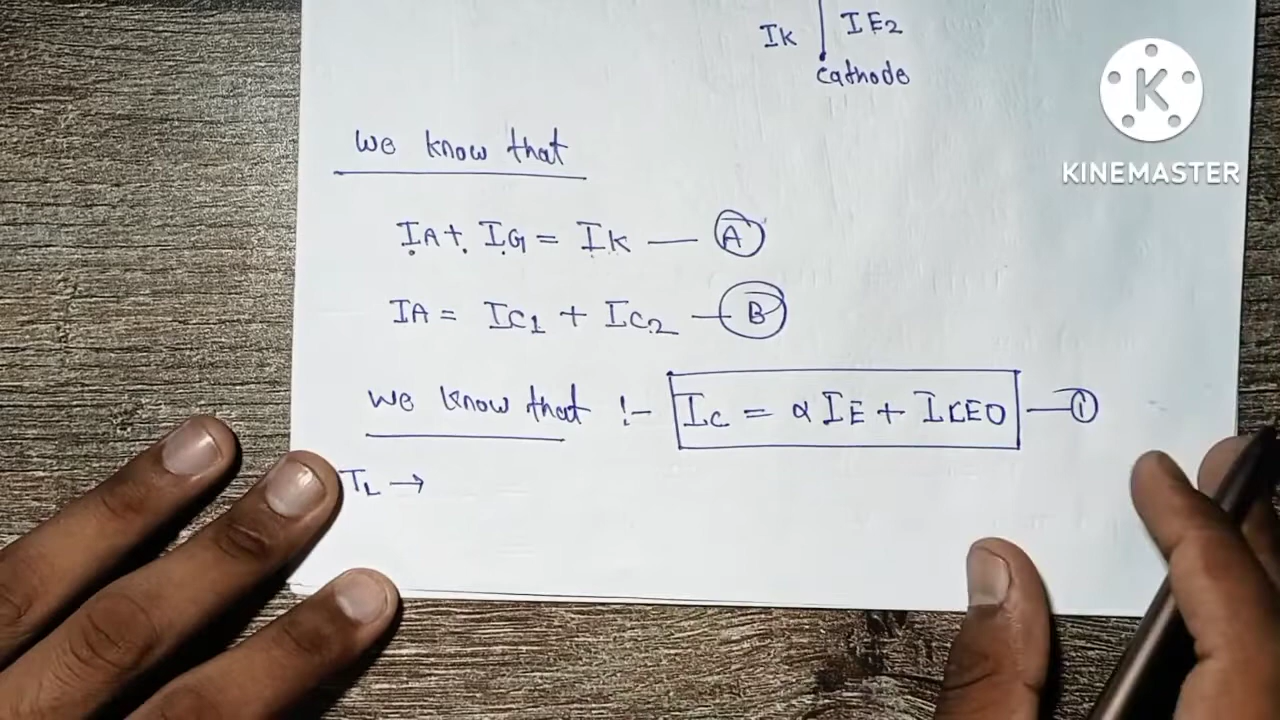 IK IE2
cathode
K
KINEMASTER
we know that
IA + IG = IK — A
IA = IC1 + IC2 — B
we know that :- IC = αIE + ICEO — 1
T1 →